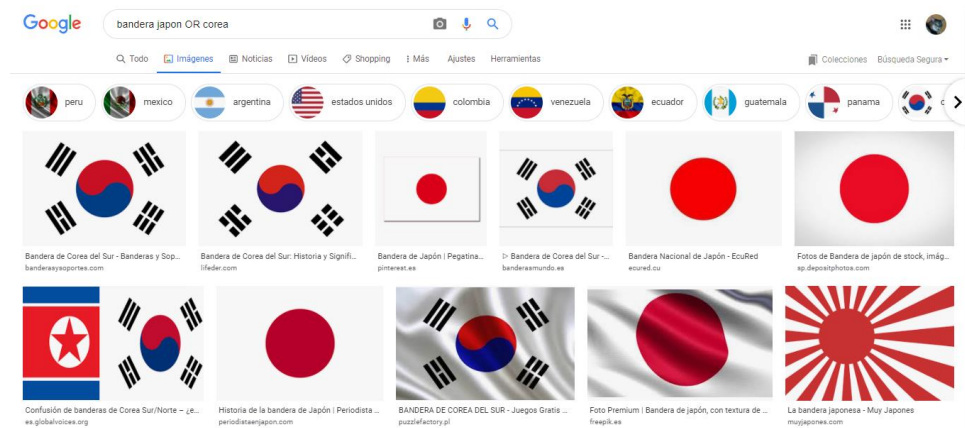 Google
bandera japon OR corea
Todo Imágenes Noticias Vídeos Shopping Más Ajustes Herramientas
Colecciones Búsqueda Segura
peru mexico argentina estados unidos colombia venezuela ecuador guatemala panama
Bandera de Corea del Sur - Banderas y Sop...
banderasysoportes.com
Bandera de Corea del Sur: Historia y Signifi...
lifeder.com
Bandera de Japón | Pegatina...
pinterest.es
▷ Bandera de Corea del Sur -...
banderasmundo.es
Bandera Nacional de Japón - EcuRed
ecured.cu
Fotos de Bandera de japón de stock, imág...
sp.depositphotos.com
Confusión de banderas de Corea Sur/Norte – ¿e...
es.globalvoices.org
Historia de la bandera de Japón | Periodista ...
periodistaenjapon.com
BANDERA DE COREA DEL SUR - Juegos Gratis ...
puzzlefactory.pl
Foto Premium | Bandera de japón, con textura de ...
freepik.es
La bandera japonesa - Muy Japones
muyjapones.com